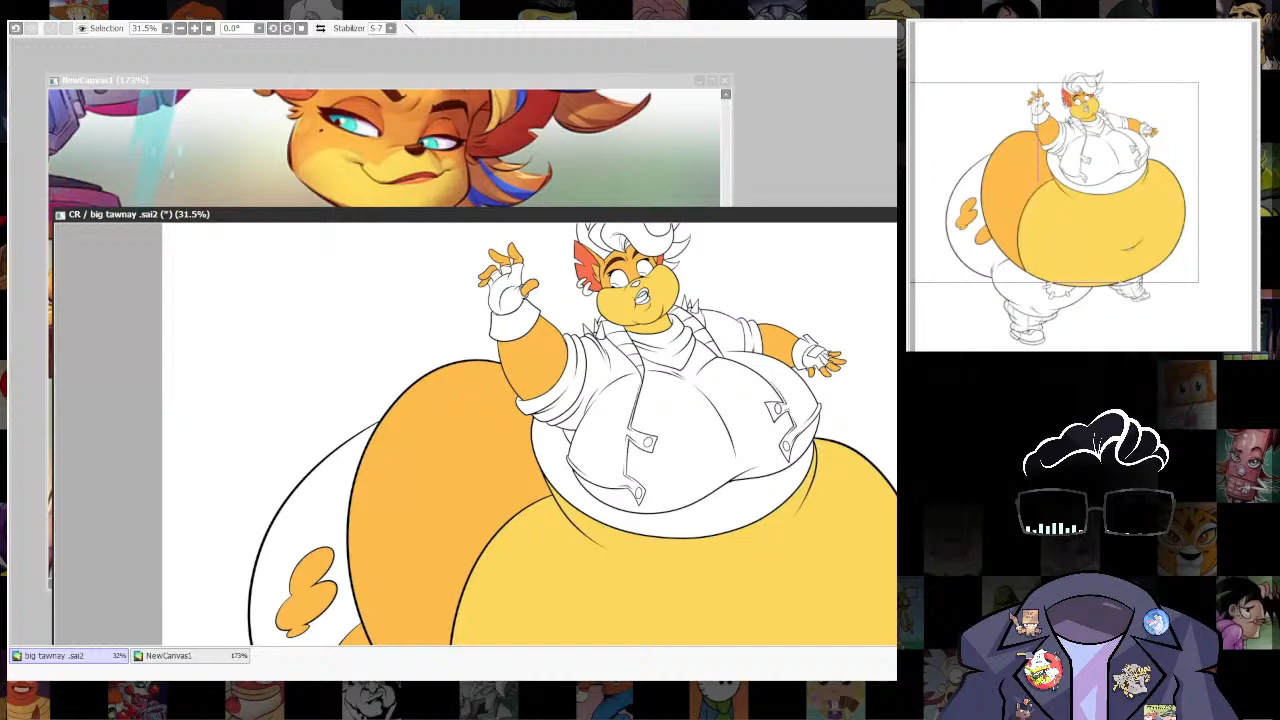 Selection 31.5% 0.0° Stabilizer S-7
NewCanvas1 (173%)
CR / big tawnay .sai2 (*) (31.5%)
big tawnay .sai2 32% NewCanvas1 173%